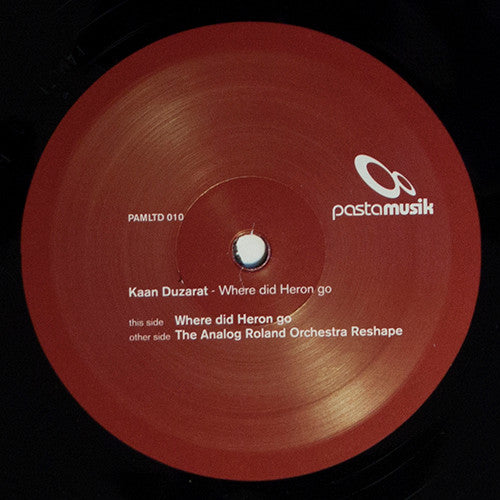 pastamusik
PAMLTD 010
Kaan Duzarat - Where did Heron go
this side Where did Heron go
other side The Analog Roland Orchestra Reshape